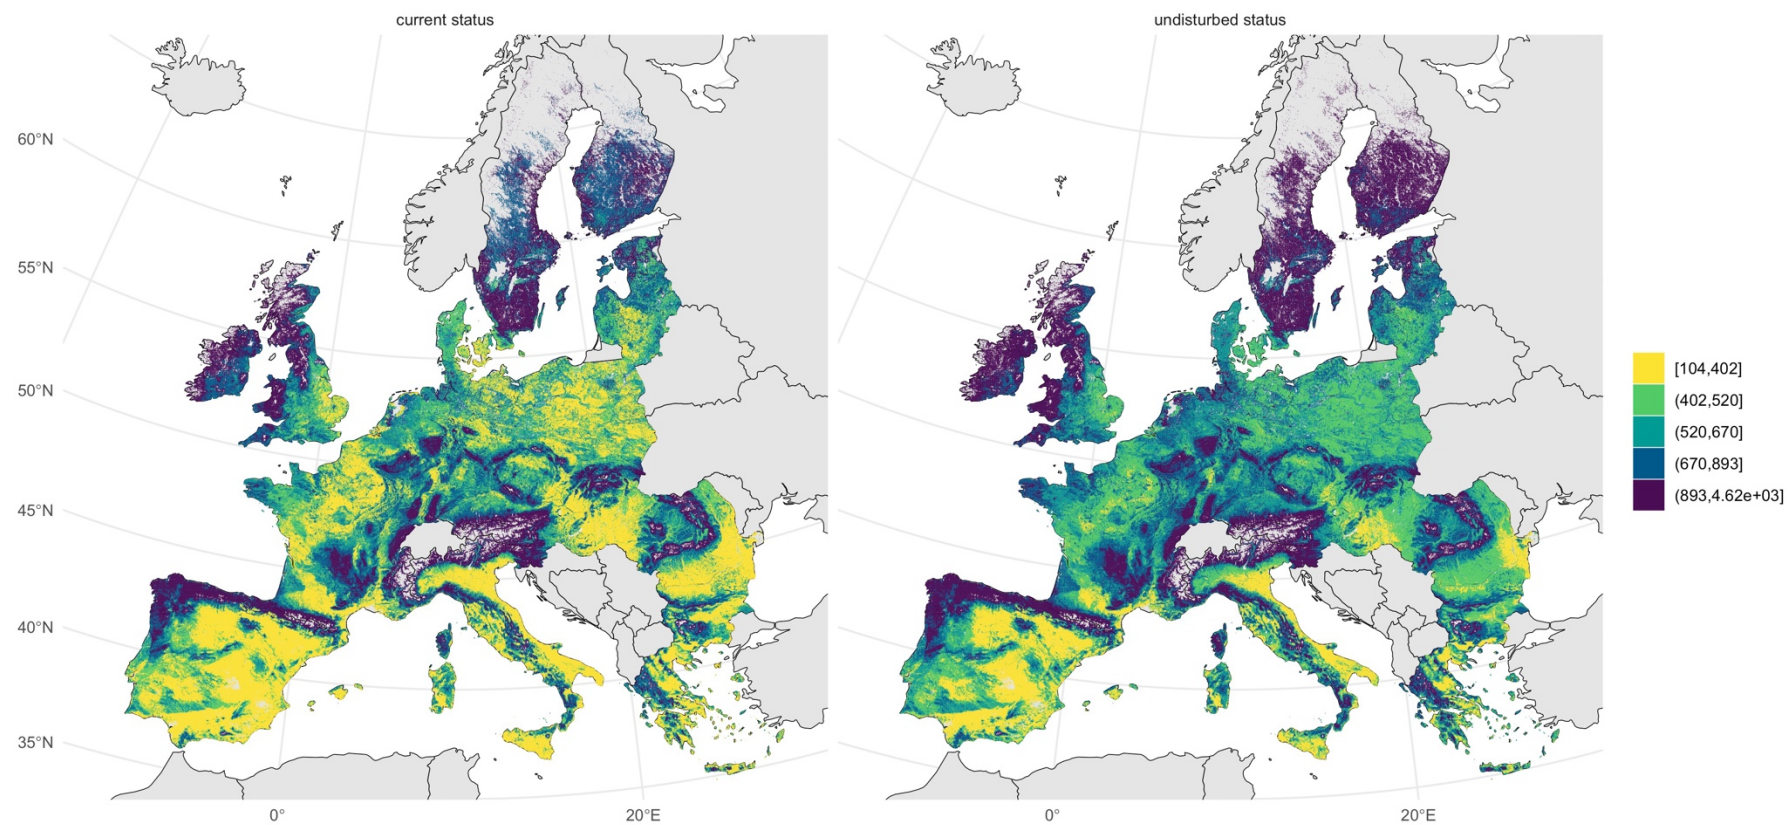 current status
undisturbed status
60°N
55°N
50°N
45°N
40°N
35°N
0°
20°E
0°
20°E
[104,402]
(402,520]
(520,670]
(670,893]
(893,4.62e+03]